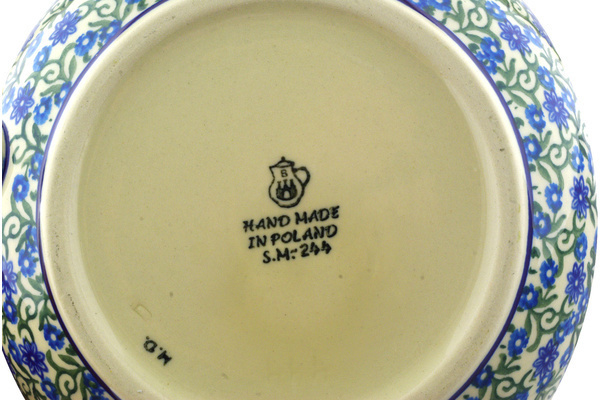 B
HAND MADE
IN POLAND
S.M.-244
M.D.